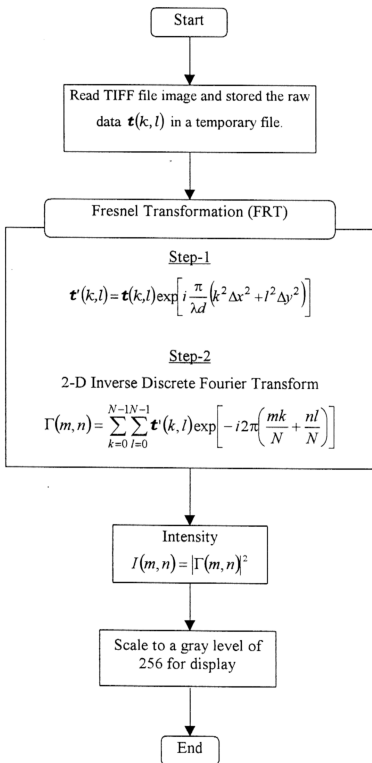 Start
Read TIFF file image and stored the raw
data t(k,l) in a temporary file.
Fresnel Transformation (FRT)
Step-1
t'(k,l) = t(k,l) exp[i π/λd (k²Δx² + l²Δy²)]
Step-2
2-D Inverse Discrete Fourier Transform
Γ(m,n) = ∑_{k=0}^{N-1} ∑_{l=0}^{N-1} t'(k,l) exp[-i2π(mk/N + nl/N)]
Intensity
I(m,n) = |Γ(m,n)|²
Scale to a gray level of
256 for display
End